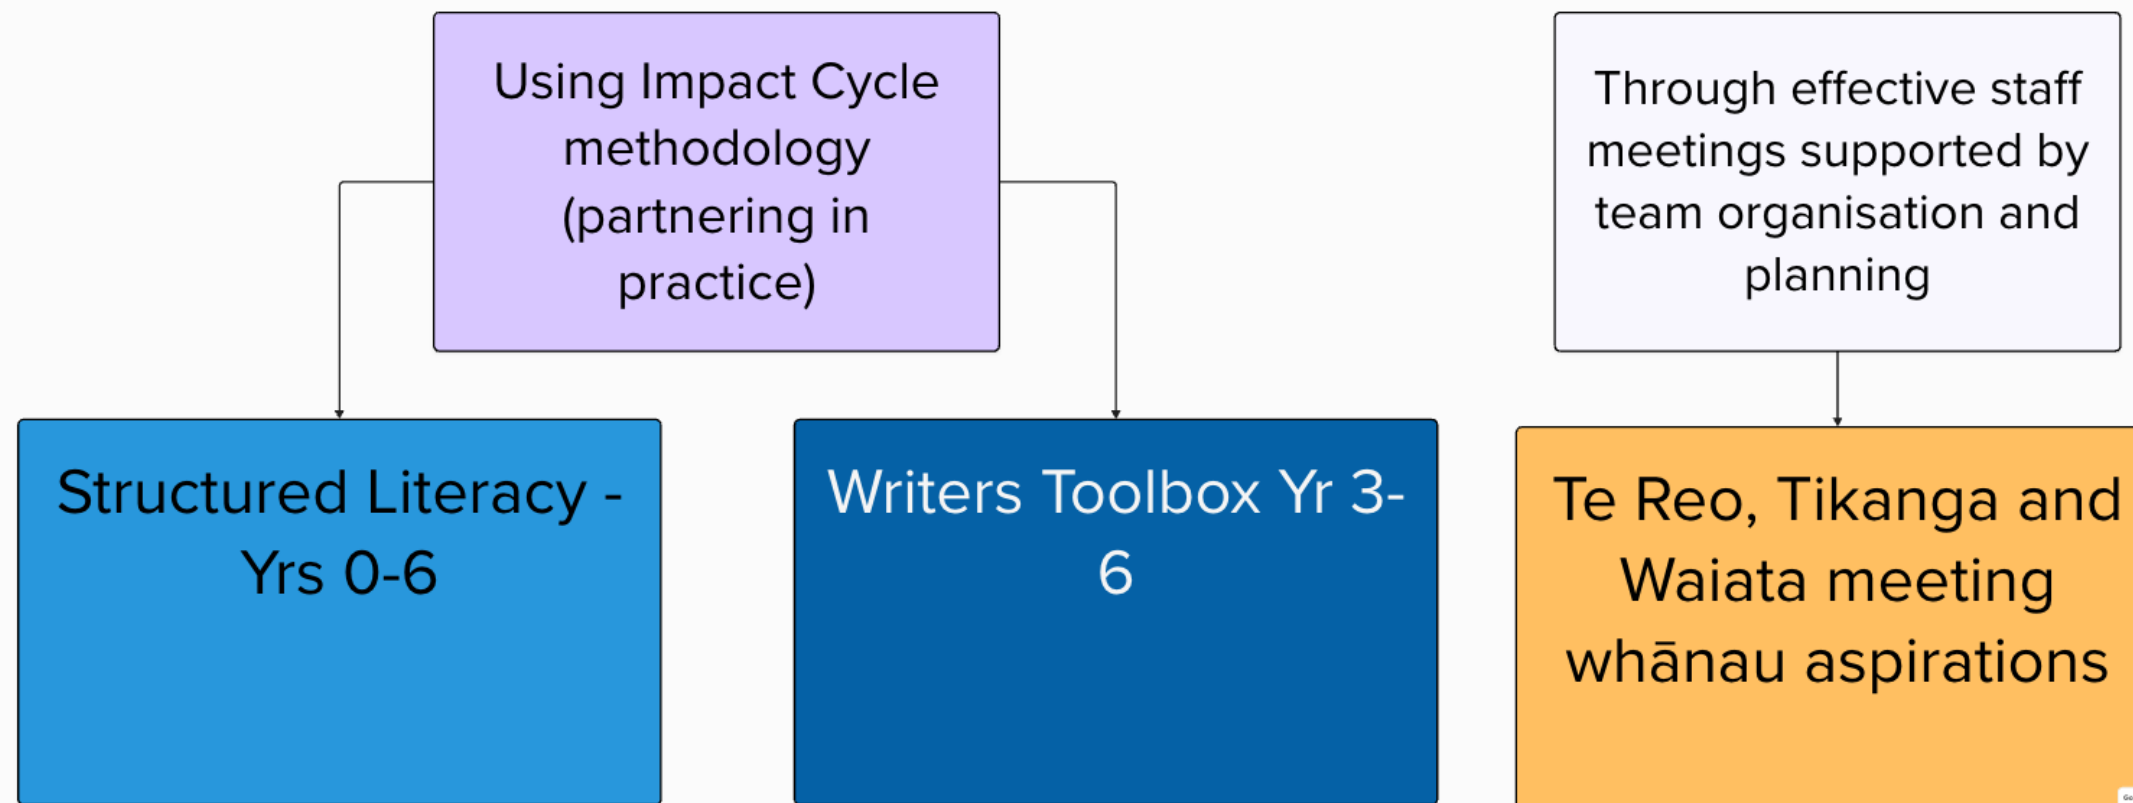 Using Impact Cycle
methodology
(partnering in
practice)
Through effective staff
meetings supported by
team organisation and
planning
Structured Literacy -
Yrs 0-6
Writers Toolbox Yr 3-
6
Te Reo, Tikanga and
Waiata meeting
whānau aspirations